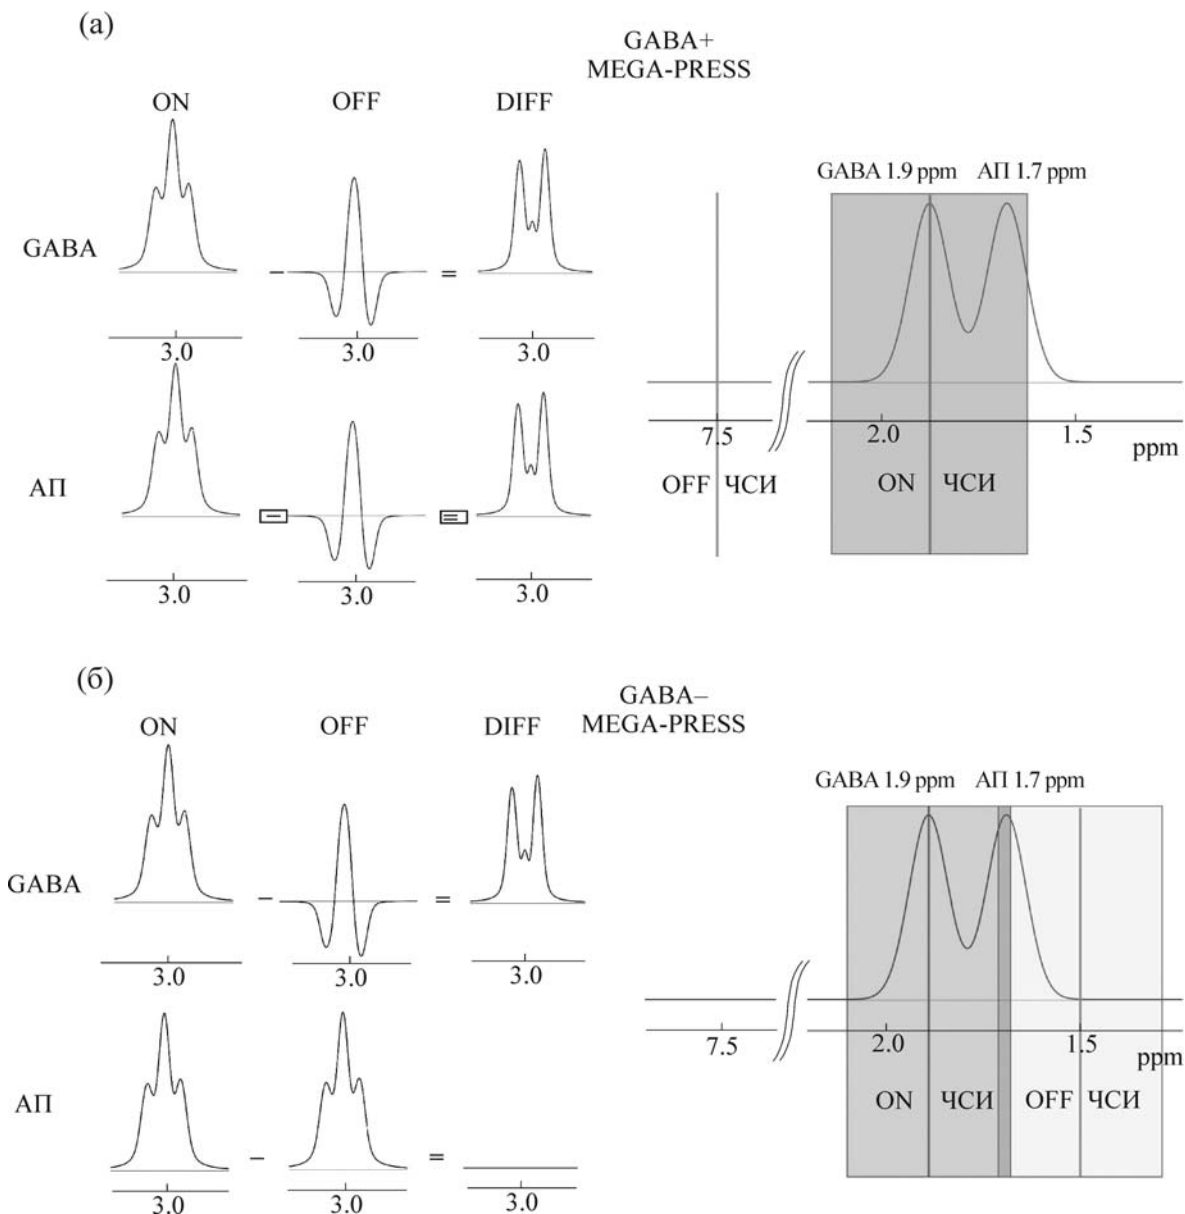 (а)
GABA+
MEGA-PRESS
ON OFF DIFF
GABA 1.9 ppm АП 1.7 ppm
GABA
– =
3.0 3.0 3.0
7.5 2.0 1.5
ppm
OFF ЧСИ ON ЧСИ
АП
– =
3.0 3.0 3.0
(б)
GABA–
MEGA-PRESS
ON OFF DIFF
GABA 1.9 ppm АП 1.7 ppm
GABA
– =
3.0 3.0 3.0
7.5 2.0 1.5
ppm
ON ЧСИ OFF ЧСИ
АП
– =
3.0 3.0 3.0